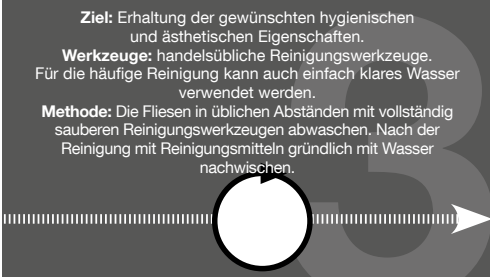 Ziel: Erhaltung der gewünschten hygienischen
und ästhetischen Eigenschaften.
Werkzeuge: handelsübliche Reinigungswerkzeuge.
Für die häufige Reinigung kann auch einfach klares Wasser
verwendet werden.
Methode: Die Fliesen in üblichen Abständen mit vollständig
sauberen Reinigungswerkzeugen abwaschen. Nach der
Reinigung mit Reinigungsmitteln gründlich mit Wasser
nachwischen.
3